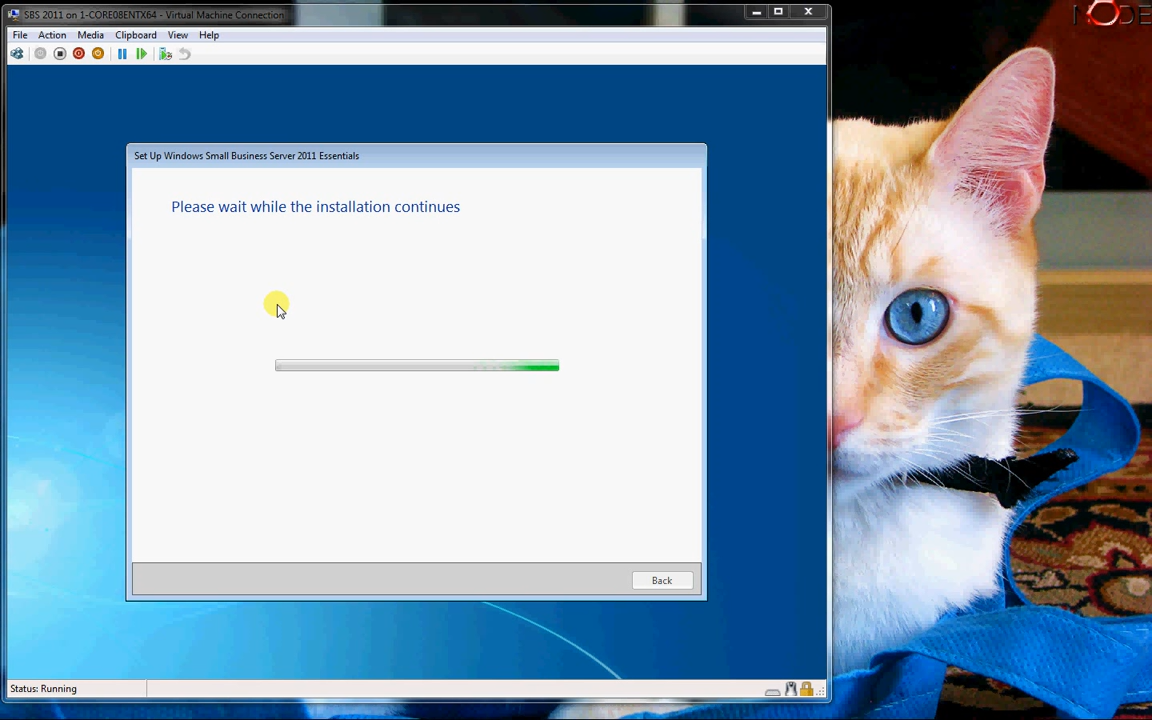 SBS 2011 on 1-CORE08ENTX64 - Virtual Machine Connection
NODE
File Action Media Clipboard View Help
Set Up Windows Small Business Server 2011 Essentials
Please wait while the installation continues
Back
Status: Running